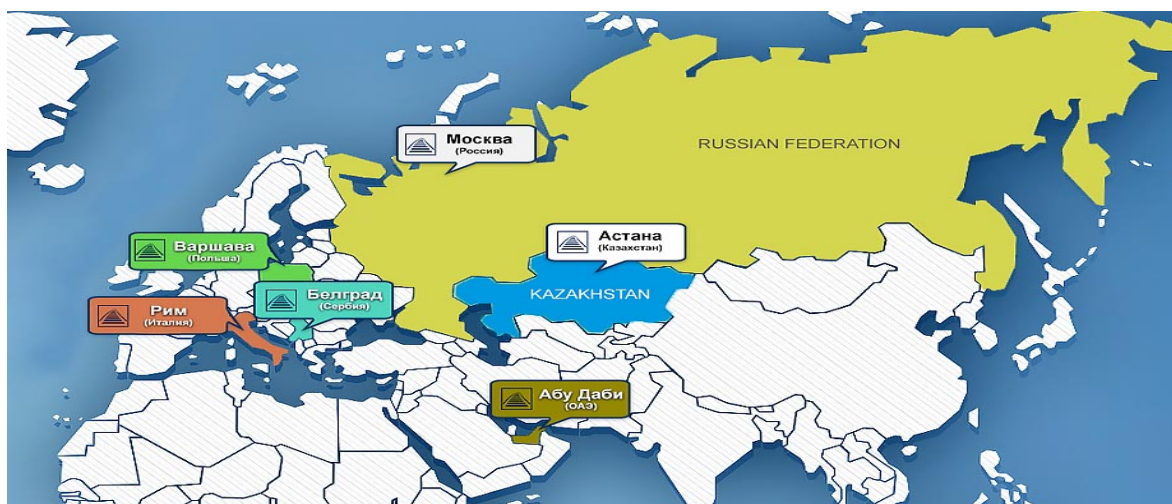 Москва
(Россия)
RUSSIAN FEDERATION
Астана
(Казахстан)
Варшава
(Польша)
KAZAKHSTAN
Белград
(Сербия)
Рим
(Италия)
Абу Даби
(ОАЭ)